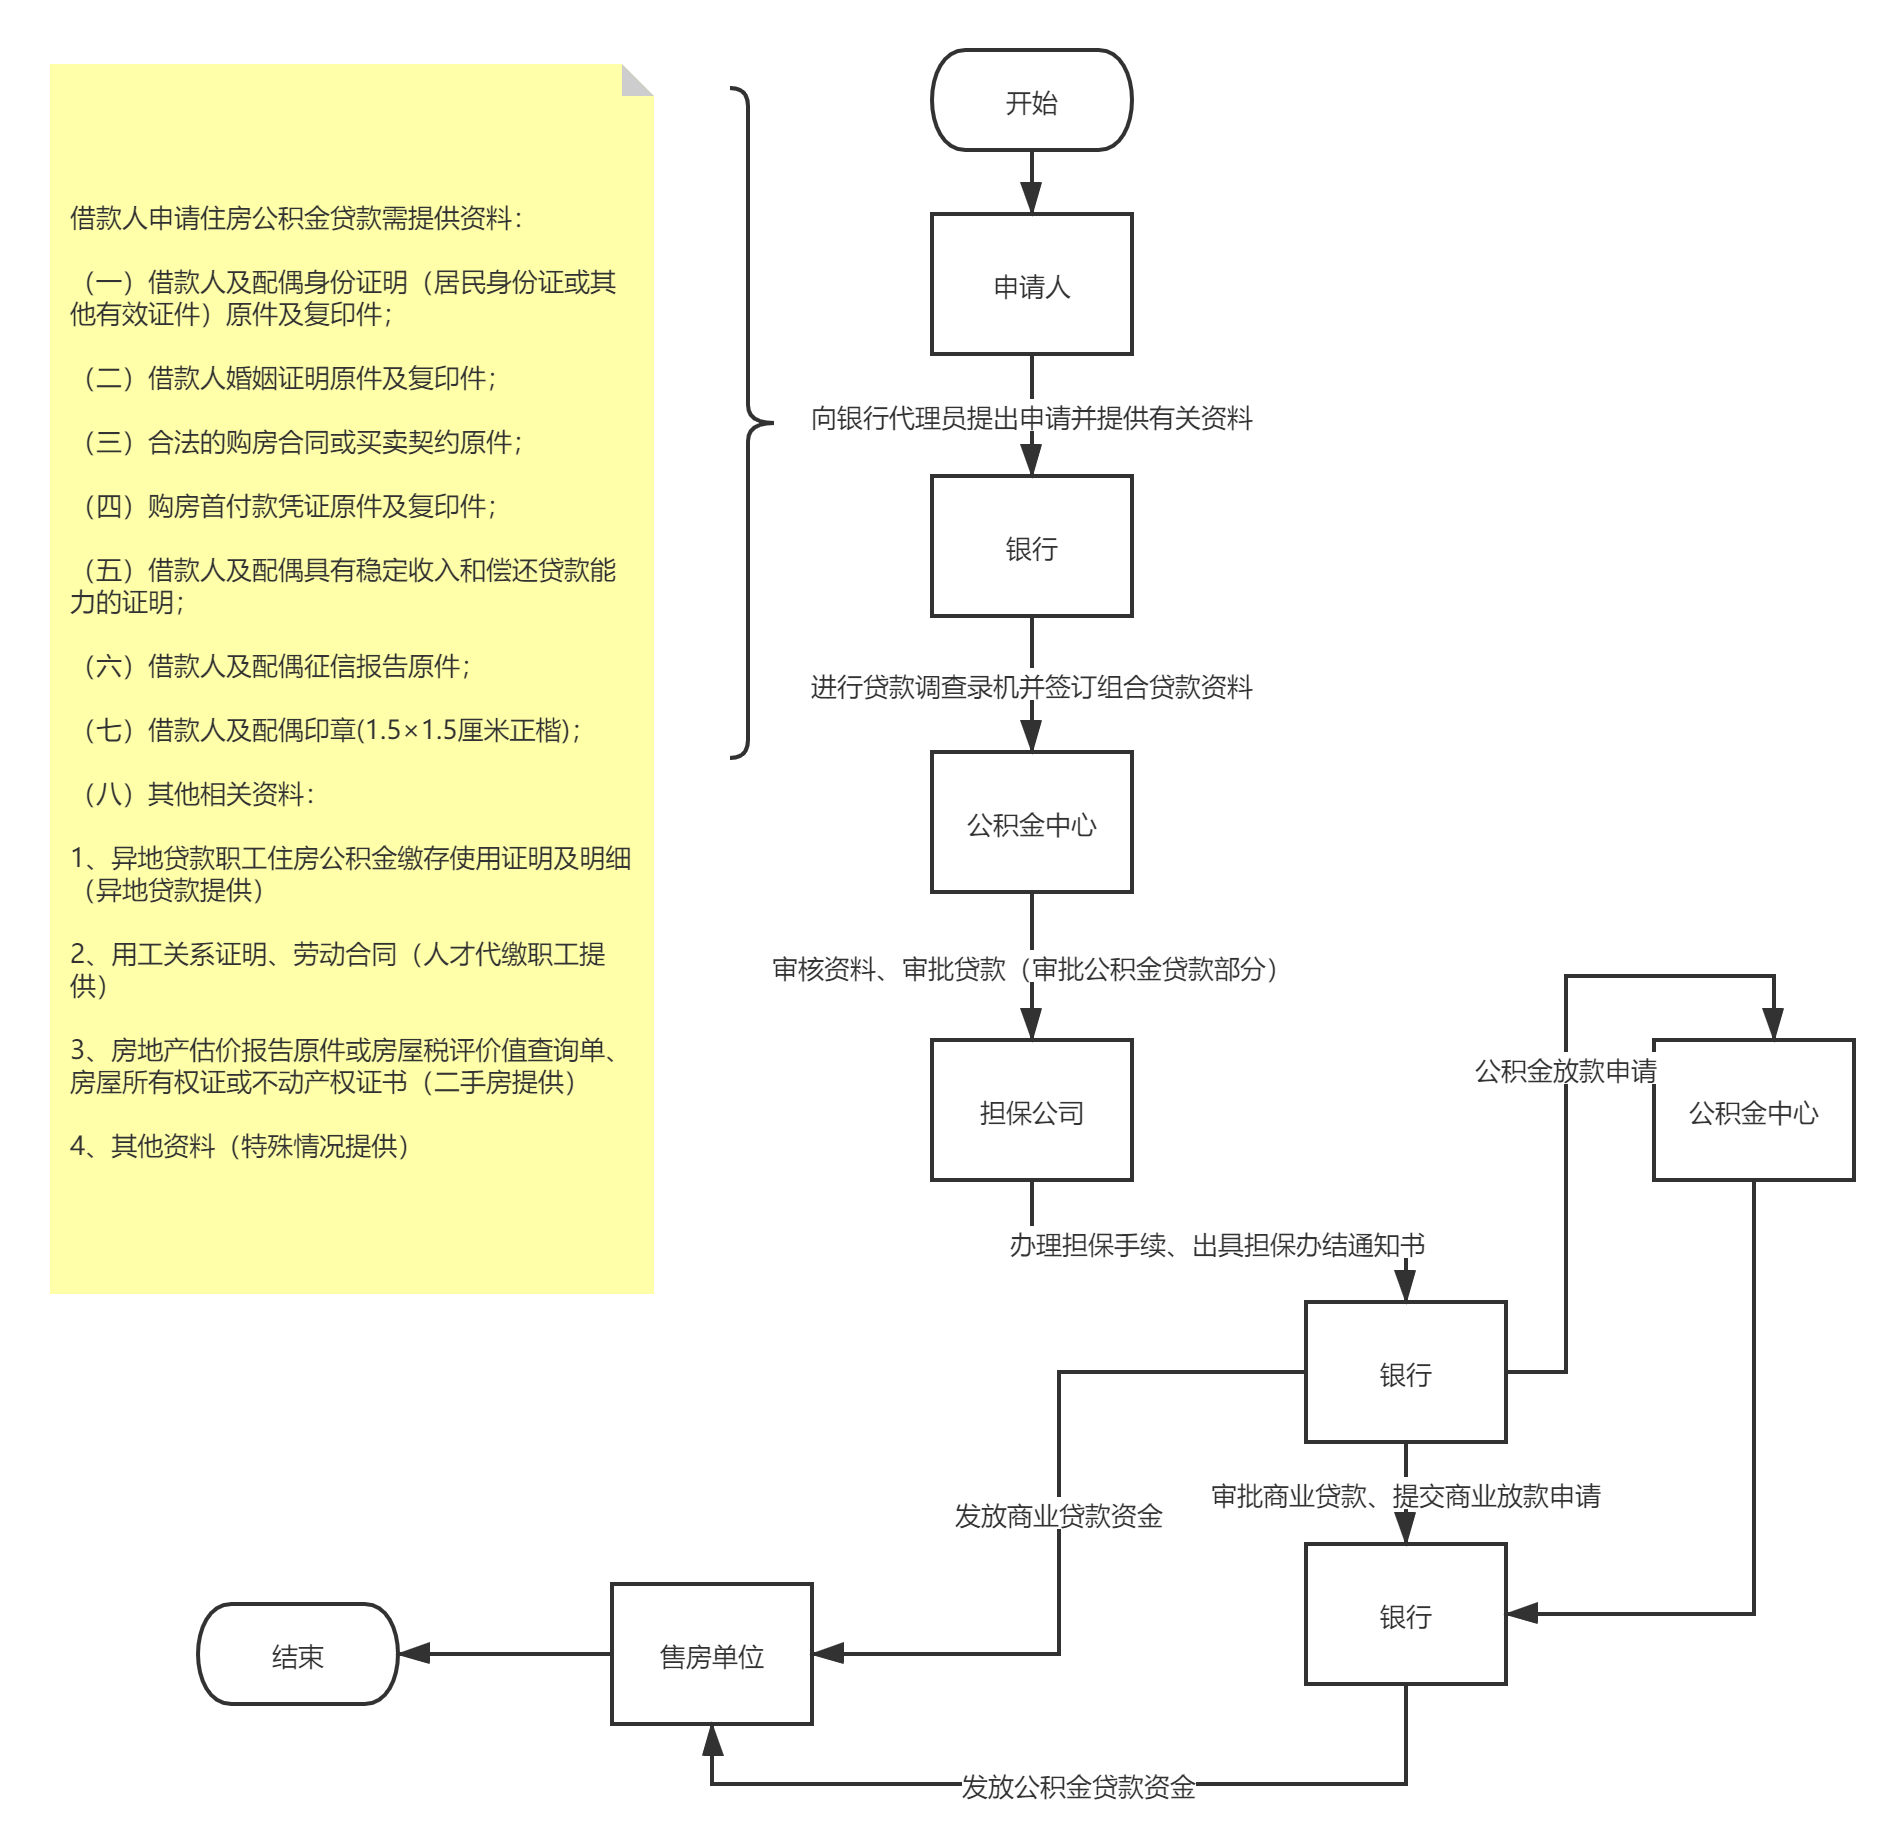 借款人申请住房公积金贷款需提供资料：
（一）借款人及配偶身份证明（居民身份证或其
他有效证件）原件及复印件；
（二）借款人婚姻证明原件及复印件；
（三）合法的购房合同或买卖契约原件；
（四）购房首付款凭证原件及复印件；
（五）借款人及配偶具有稳定收入和偿还贷款能
力的证明；
（六）借款人及配偶征信报告原件；
（七）借款人及配偶印章(1.5×1.5厘米正楷)；
（八）其他相关资料：
1、异地贷款职工住房公积金缴存使用证明及明细
（异地贷款提供）
2、用工关系证明、劳动合同（人才代缴职工提
供）
3、房地产估价报告原件或房屋税评价值查询单、
房屋所有权证或不动产权证书（二手房提供）
4、其他资料（特殊情况提供）
开始
申请人
向银行代理员提出申请并提供有关资料
银行
进行贷款调查录机并签订组合贷款资料
公积金中心
审核资料、审批贷款（审批公积金贷款部分）
担保公司
办理担保手续、出具担保办结通知书
银行
公积金放款申请
公积金中心
审批商业贷款、提交商业放款申请
银行
发放商业贷款资金
发放公积金贷款资金
售房单位
结束